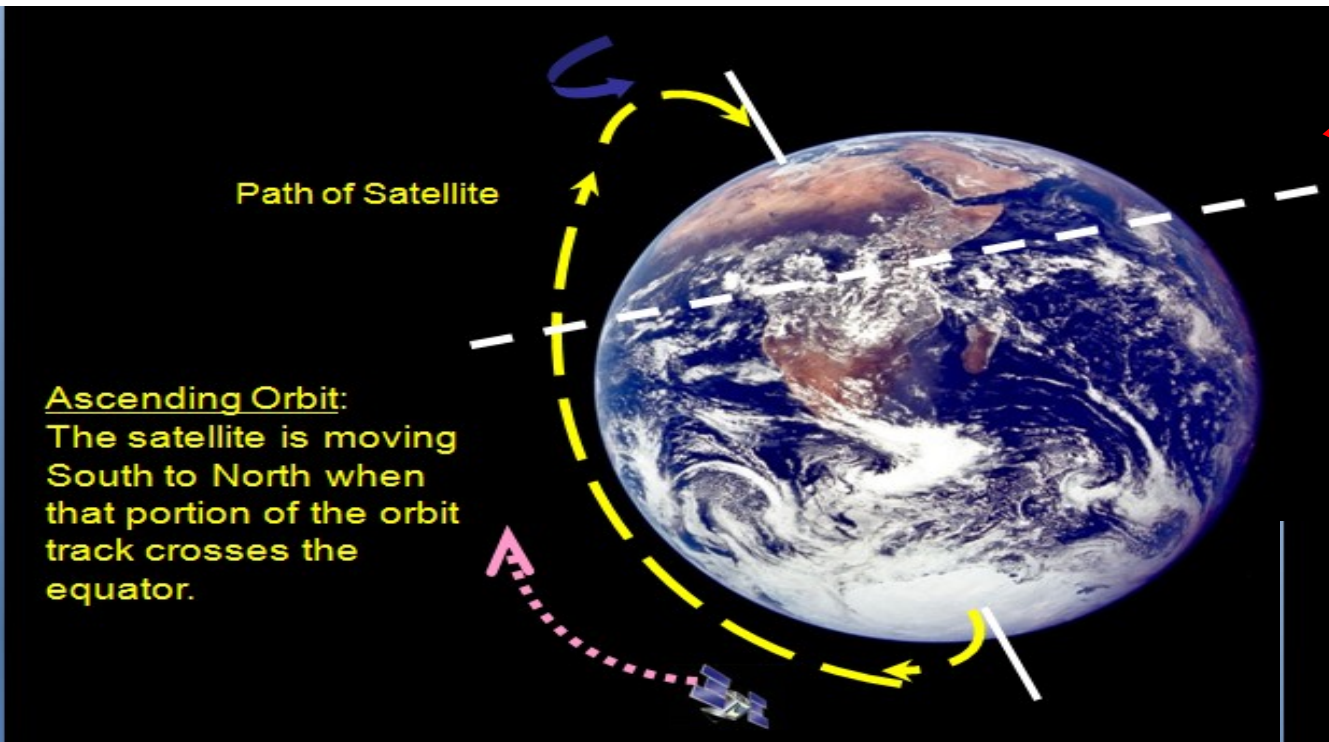 Path of Satellite
Ascending Orbit:
The satellite is moving
South to North when
that portion of the orbit
track crosses the
equator.